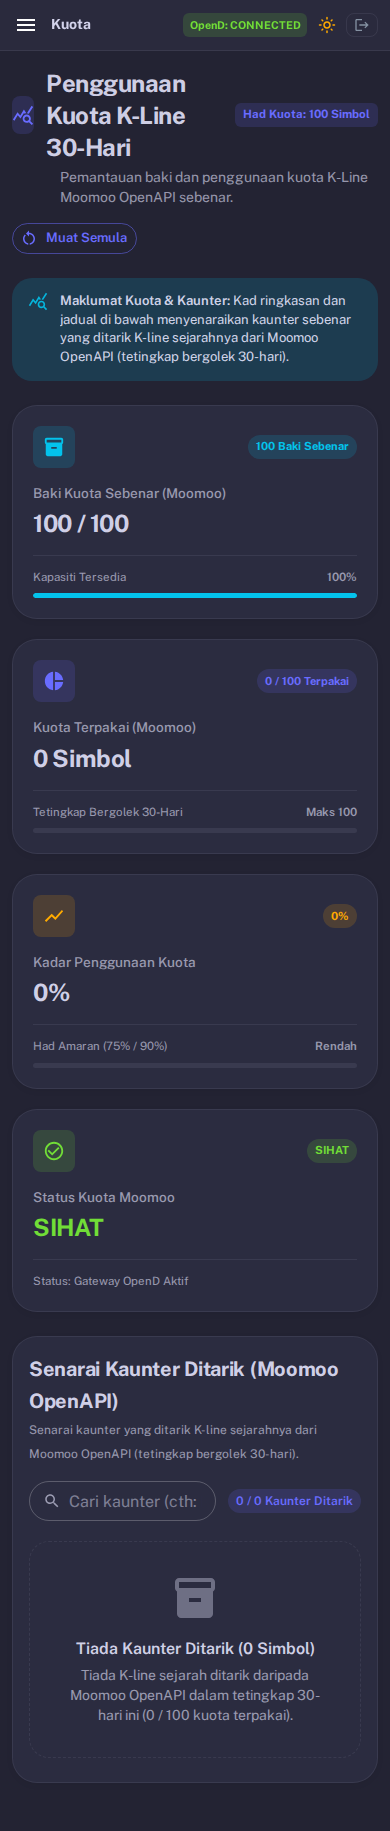 Kuota
OpenD: CONNECTED
Penggunaan
Kuota K-Line
30-Hari
Had Kuota: 100 Simbol
Pemantauan baki dan penggunaan kuota K-Line
Moomoo OpenAPI sebenar.
Muat Semula
Maklumat Kuota & Kaunter: Kad ringkasan dan
jadual di bawah menyenaraikan kaunter sebenar
yang ditarik K-line sejarahnya dari Moomoo
OpenAPI (tetingkap bergolek 30-hari).
100 Baki Sebenar
Baki Kuota Sebenar (Moomoo)
100 / 100
Kapasiti Tersedia
100%
0 / 100 Terpakai
Kuota Terpakai (Moomoo)
0 Simbol
Tetingkap Bergolek 30-Hari
Maks 100
0%
Kadar Penggunaan Kuota
0%
Had Amaran (75% / 90%)
Rendah
SIHAT
Status Kuota Moomoo
SIHAT
Status: Gateway OpenD Aktif
Senarai Kaunter Ditarik (Moomoo
OpenAPI)
Senarai kaunter yang ditarik K-line sejarahnya dari
Moomoo OpenAPI (tetingkap bergolek 30-hari).
Cari kaunter (cth:
0 / 0 Kaunter Ditarik
Tiada Kaunter Ditarik (0 Simbol)
Tiada K-line sejarah ditarik daripada
Moomoo OpenAPI dalam tetingkap 30-
hari ini (0 / 100 kuota terpakai).